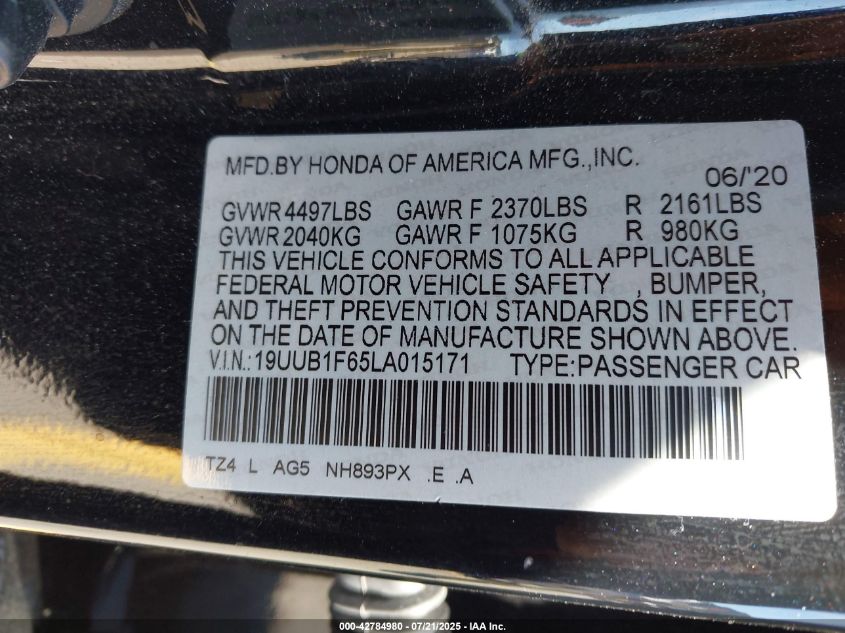 MFD.BY HONDA OF AMERICA MFG.,INC.
06/'20
GVWR 4497LBS GAWR F 2370LBS R 2161LBS
GVWR 2040KG GAWR F 1075KG R 980KG
THIS VEHICLE CONFORMS TO ALL APPLICABLE
FEDERAL MOTOR VEHICLE SAFETY , BUMPER,
AND THEFT PREVENTION STANDARDS IN EFFECT
ON THE DATE OF MANUFACTURE SHOWN ABOVE.
V.I.N.:19UUB1F65LA015171 TYPE:PASSENGER CAR
TZ4 L AG5 NH893PX .E .A
000-42784980 - 07/21/2025 - IAA Inc.